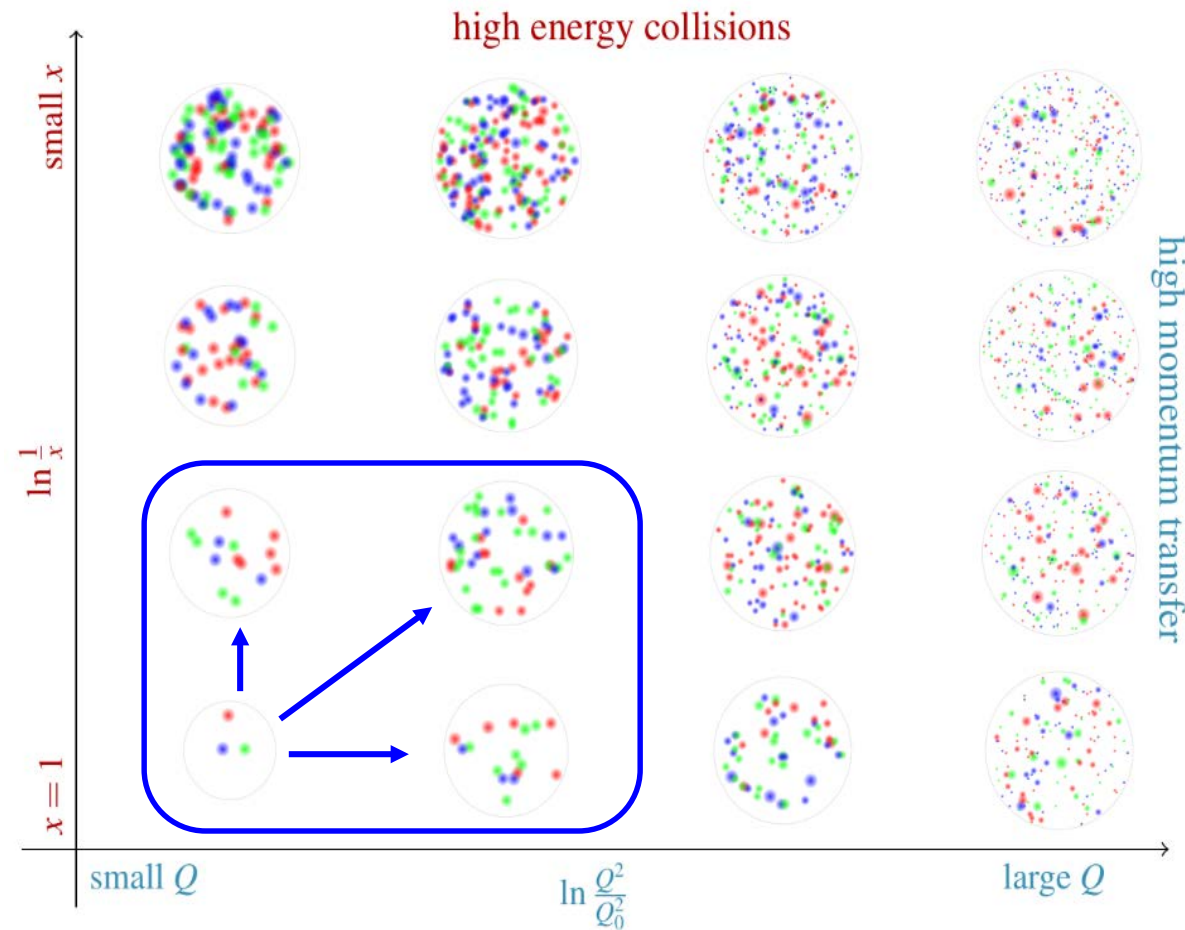 high energy collisions
small x
high momentum transfer
ln 1/x
x = 1
small Q
ln Q²/Q₀²
large Q